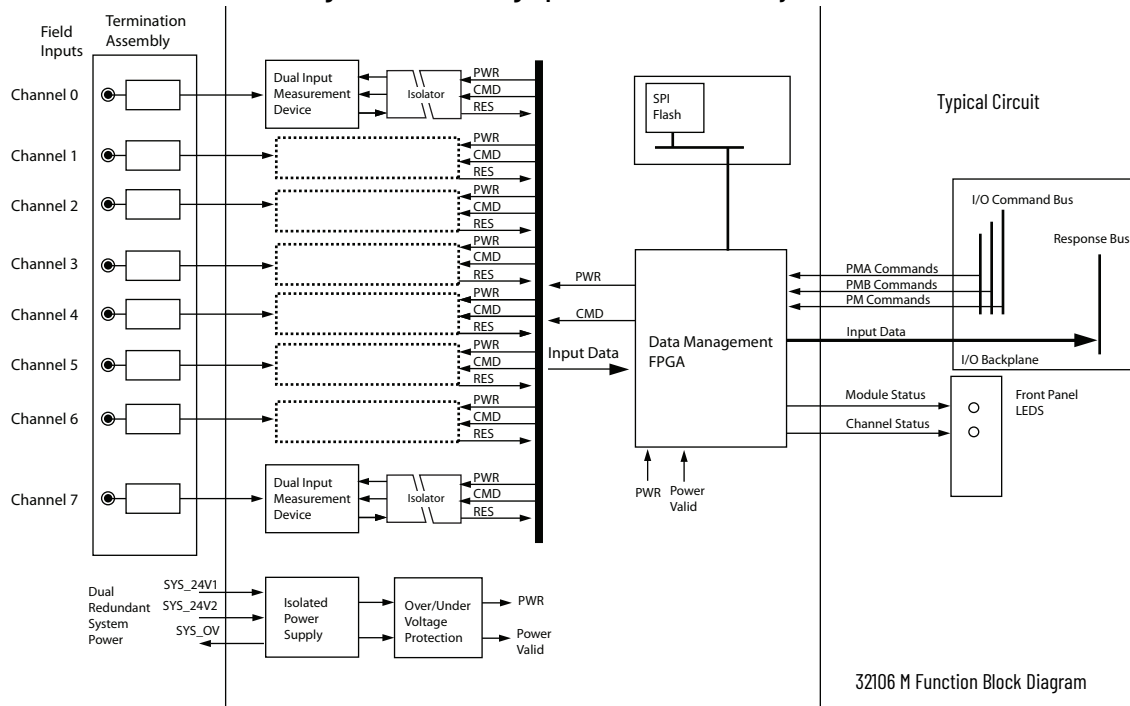 Field
Inputs
Termination
Assembly
Channel 0
Channel 1
Channel 2
Channel 3
Channel 4
Channel 5
Channel 6
Channel 7
Dual Input
Measurement
Device
Isolator
PWR
CMD
RES
PWR
CMD
RES
PWR
CMD
RES
PWR
CMD
RES
PWR
CMD
RES
PWR
CMD
RES
PWR
CMD
RES
Dual Input
Measurement
Device
Isolator
PWR
CMD
RES
PWR
CMD
Input Data
SPI
Flash
Data Management
FPGA
PWR
Power
Valid
Typical Circuit
I/O Command Bus
Response Bus
PMA Commands
PMB Commands
PM Commands
Input Data
I/O Backplane
Module Status
Channel Status
Front Panel
LEDS
Dual
Redundant
System
Power
SYS_24V1
SYS_24V2
SYS_OV
Isolated
Power
Supply
Over/Under
Voltage
Protection
PWR
Power
Valid
32106 M Function Block Diagram